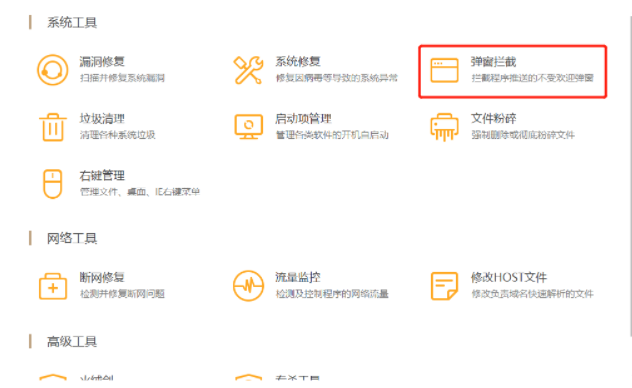 系统工具
漏洞修复
扫描并修复系统漏洞
系统修复
修复因病毒等导致的系统异常
弹窗拦截
拦截程序推送的不受欢迎弹窗
垃圾清理
清理各种系统垃圾
启动项管理
管理各类软件的开机自启动
文件粉碎
强制删除或彻底粉碎文件
右键管理
管理文件、桌面、IE右键菜单
网络工具
断网修复
检测并修复断网问题
流量监控
检测及控制程序的网络流量
修改HOST文件
修改负责域名快速解析的文件
高级工具
火绒剑
专杀工具